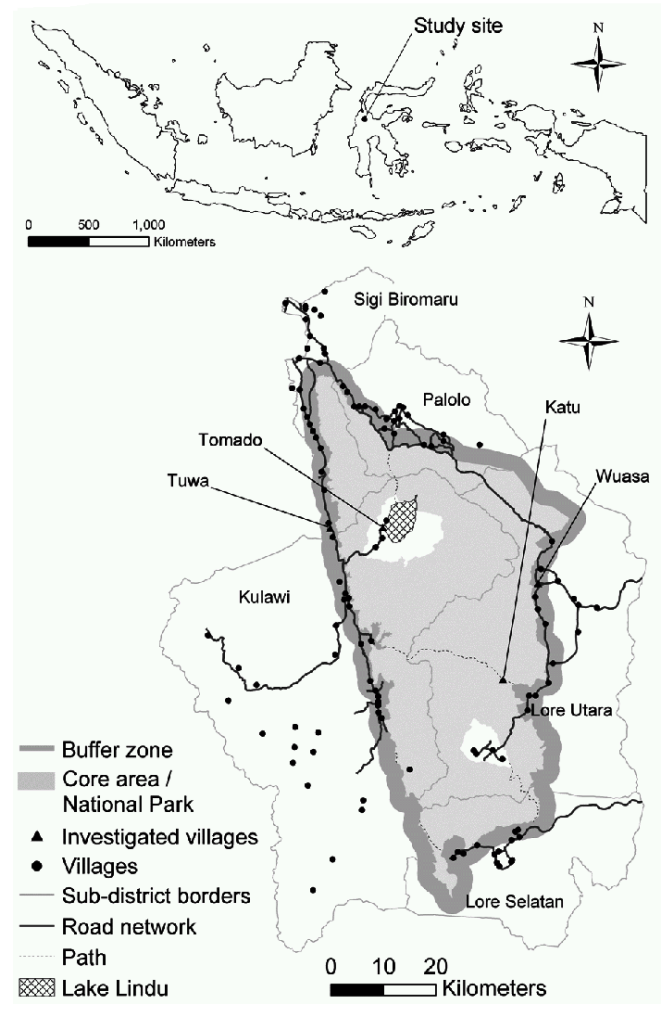 Study site
N
0 500 1,000
Kilometers
Sigi Biromaru
N
Palolo
Katu
Tomado
Wuasa
Tuwa
Kulawi
Lore Utara
Buffer zone
Core area /
National Park
Investigated villages
Villages
Sub-district borders
Road network
Path
Lake Lindu
Lore Selatan
0 10 20
Kilometers